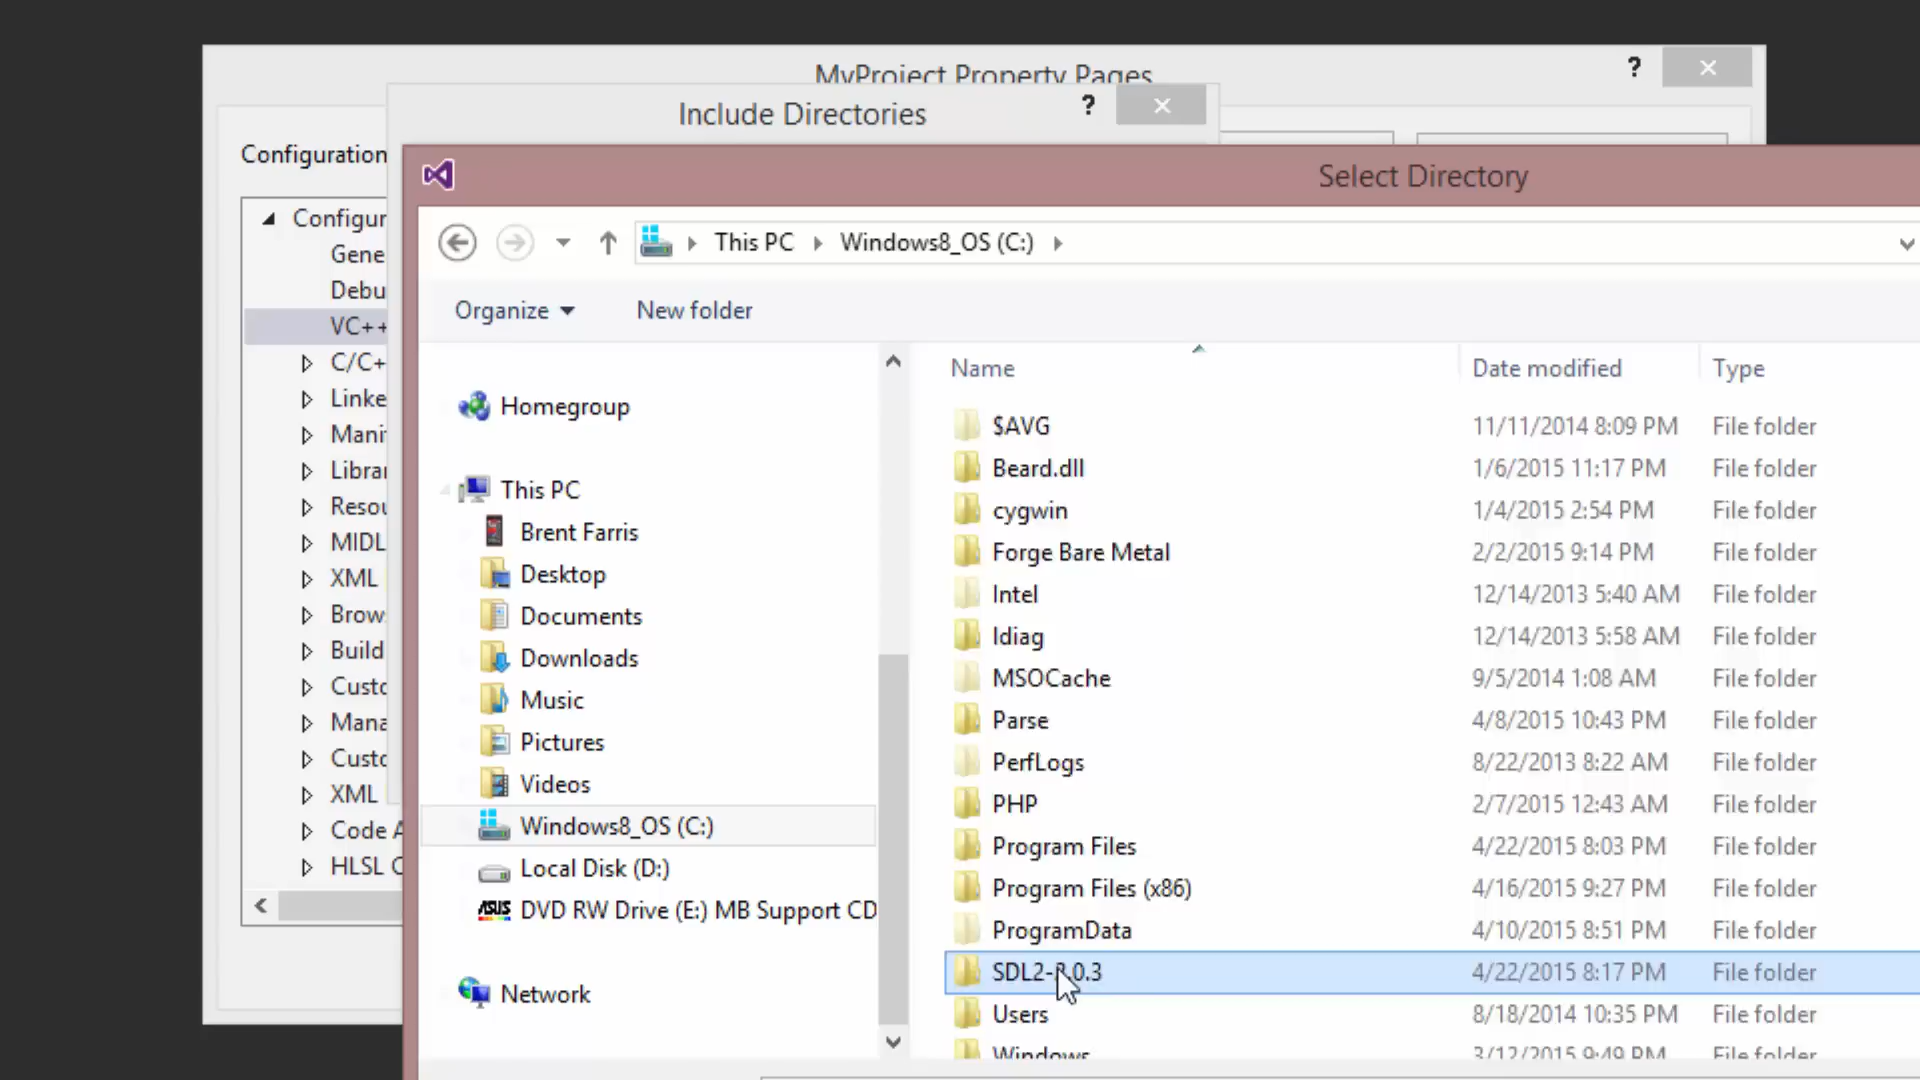 MyProject Property Pages
?
Include Directories
?
Configuration
Select Directory
Configur
Gene
Debu
VC++
C/C+
Linke
Mani
Librar
Resou
MIDL
XML
Brow
Build
Custo
Mana
Custo
XML
Code A
HLSL C
This PC
Windows8_OS (C:)
Organize
New folder
Homegroup
This PC
Brent Farris
Desktop
Documents
Downloads
Music
Pictures
Videos
Windows8_OS (C:)
Local Disk (D:)
ASUS DVD RW Drive (E:) MB Support CD
Network
Name Date modified Type
$AVG 11/11/2014 8:09 PM File folder
Beard.dll 1/6/2015 11:17 PM File folder
cygwin 1/4/2015 2:54 PM File folder
Forge Bare Metal 2/2/2015 9:14 PM File folder
Intel 12/14/2013 5:40 AM File folder
Idiag 12/14/2013 5:58 AM File folder
MSOCache 9/5/2014 1:08 AM File folder
Parse 4/8/2015 10:43 PM File folder
PerfLogs 8/22/2013 8:22 AM File folder
PHP 2/7/2015 12:43 AM File folder
Program Files 4/22/2015 8:03 PM File folder
Program Files (x86) 4/16/2015 9:27 PM File folder
ProgramData 4/10/2015 8:51 PM File folder
SDL2-2.0.3 4/22/2015 8:17 PM File folder
Users 8/18/2014 10:35 PM File folder
Windows 3/12/2015 9:49 PM File folder